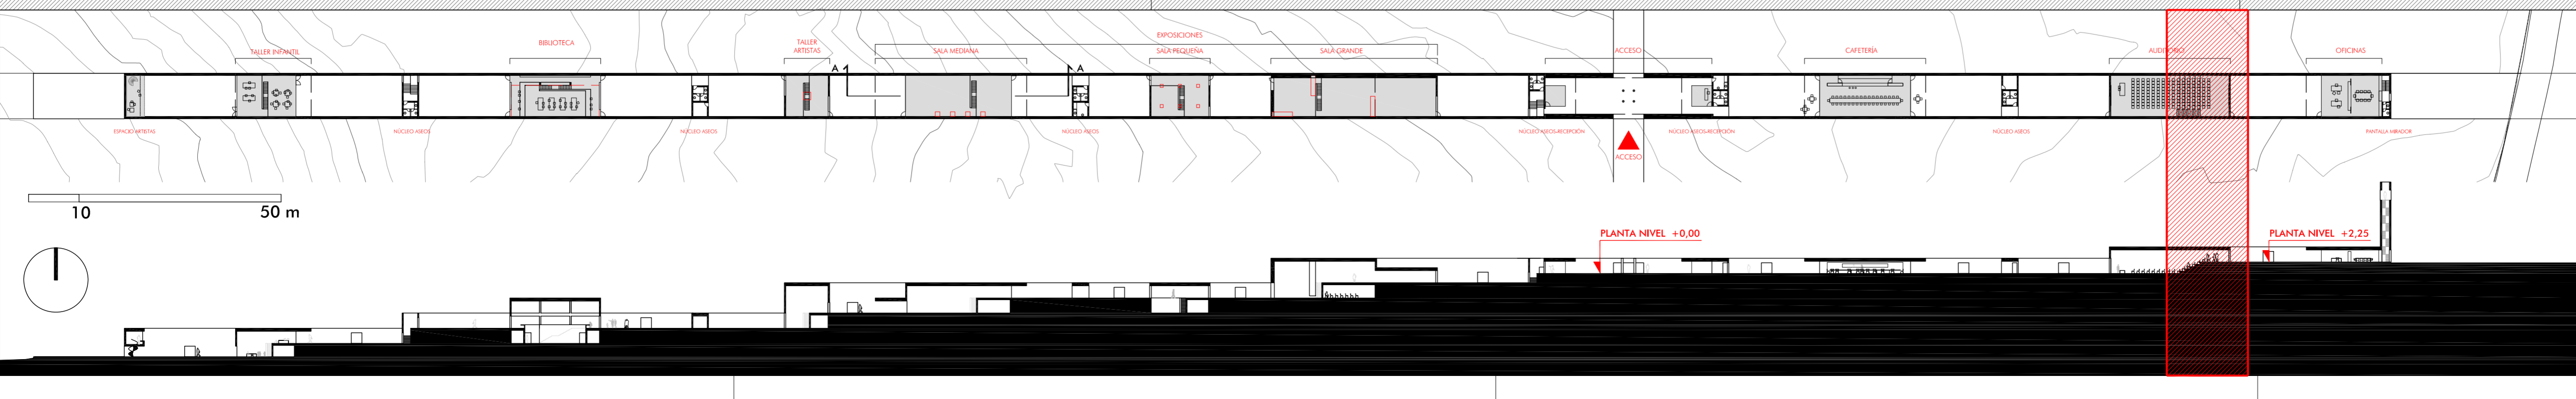 EXPOSICIONES
TALLER INFANTIL
BIBLIOTECA
TALLER
ARTISTAS
SALA MEDIANA
SALA PEQUEÑA
SALA GRANDE
ACCESO
CAFETERÍA
AUDITORIO
OFICINAS
A
A
ESPACIO ARTISTAS
NÚCLEO ASEOS
NÚCLEO ASEOS
NÚCLEO ASEOS
NÚCLEO ASEOS-RECEPCIÓN
NÚCLEO ASEOS-RECEPCIÓN
NÚCLEO ASEOS
PANTALLA MIRADOR
ACCESO
10
50 m
PLANTA NIVEL +0,00
PLANTA NIVEL +2,25